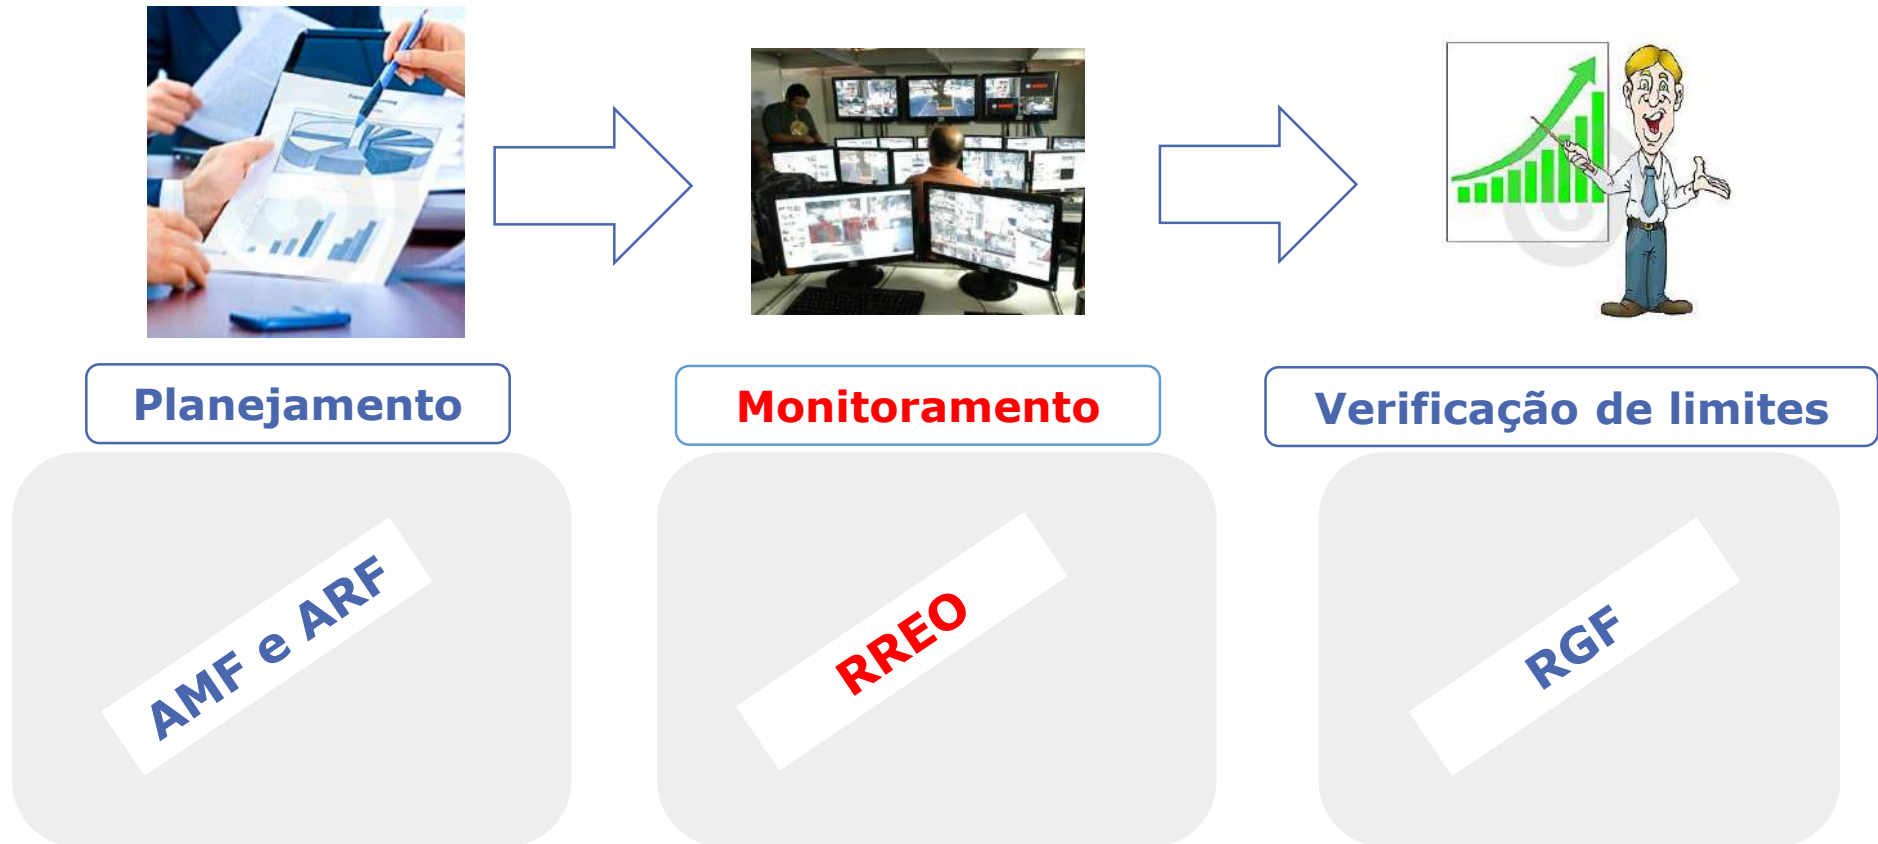 Planejamento
Monitoramento
Verificação de limites
AMF e ARF
RREO
RGF